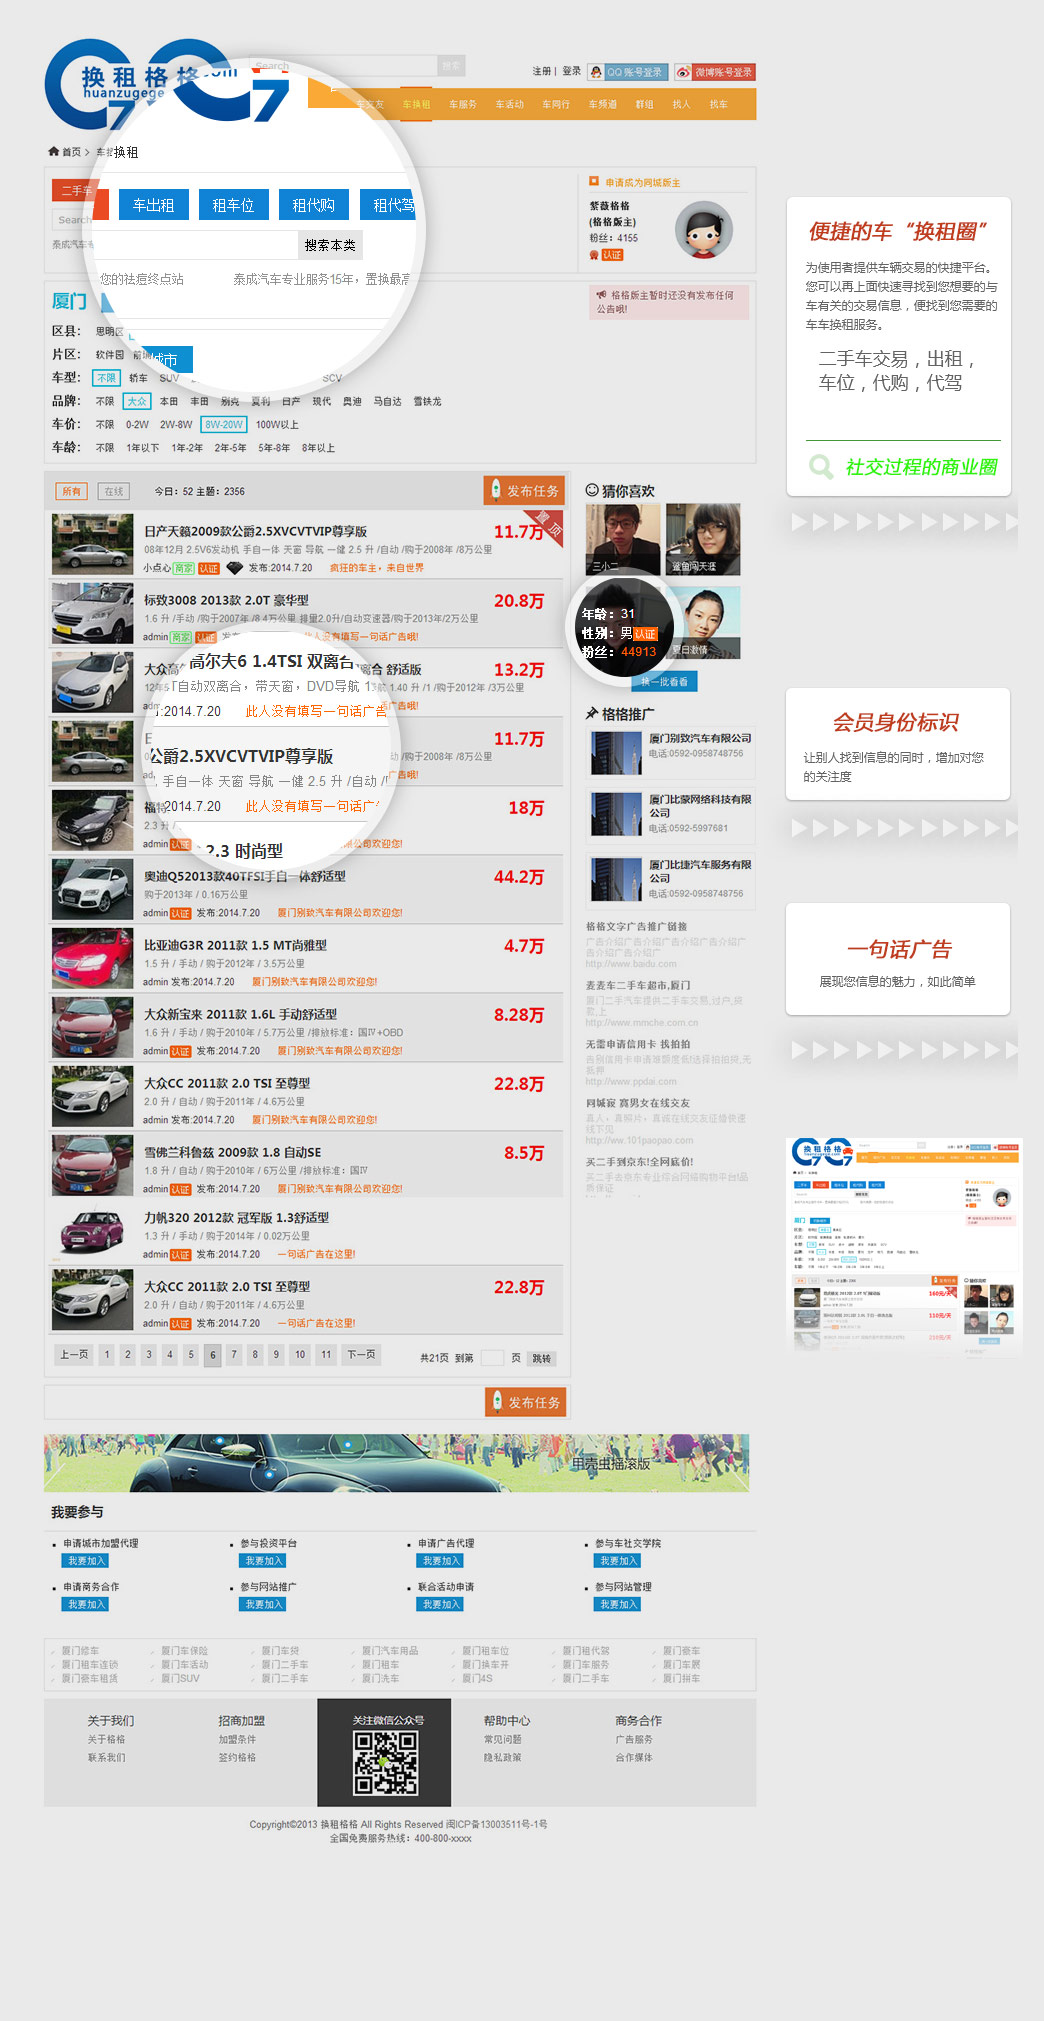 换租格格
huanzugege
.com
Search
搜索
注册 | 登录
QQ 账号登录
微博账号登录
车交友 车换租 车服务 车活动 车同行 车频道 群组 找人 找车
首页 > 车换租
二手车
车出租 租车位 租代购 租代驾
Search
搜索本类
您的祛痘终点站 泰成汽车专业服务15年，置换最高
申请成为同城版主
紫薇格格
(格格版主)
粉丝：4155
认证
格格版主暂时还没有发布任何
公告哦!
厦门
城市
区县： 思明区
片区： 软件园
车型： 不限 轿车 SUV SCV
品牌： 不限 大众 本田 丰田 别克 夏利 日产 现代 奥迪 马自达 雪铁龙
车价： 不限 0-2W 2W-8W 8W-20W 100W以上
车龄： 不限 1年以下 1年-2年 2年-5年 5年-8年 8年以上
所有 在线 今日：52 主题：2356
发布任务
置顶
日产天籁2009款公爵2.5XVCVTVIP尊享版 11.7万
08年12月 2.5V6发动机 手自一体 天窗 导航 一健 2.5 升 /自动 /购于2008年 /8万公里
小点心 商家 认证 发布:2014.7.20 疯狂的车主，来自世界
标致3008 2013款 2.0T 豪华型 20.8万
1.6 升 /手动 / 购于2007年 /8.4万公里 排量2.0升/自动变速器/购于2013年/2万公里
admin 商家 认证 此人没有填写一句话广告哦!
高尔夫6 1.4TSI 双离合 舒适版 13.2万
自动双离合，带天窗，DVD导航 1.40 升 /1 /购于2012年 /3万公里
:2014.7.20 此人没有填写一句话广告哦!
公爵2.5XVCVTVIP尊享版 11.7万
手自一体 天窗 导航 一健 2.5 升 /自动 /购于2008年 /8万公里
2014.7.20 此人没有填写一句话广告
福特 2.3 时尚型 18万
2.3 升 /
admin 认证 欢迎您!
奥迪Q52013款40TFSI手自一体舒适型 44.2万
购于2013年 / 0.16万公里
admin 认证 发布:2014.7.20 厦门别致汽车有限公司欢迎您!
比亚迪G3R 2011款 1.5 MT尚雅型 4.7万
1.5 升 / 手动 / 购于2012年 / 3.5万公里
admin 发布:2014.7.20 厦门别致汽车有限公司欢迎您!
大众新宝来 2011款 1.6L 手动舒适型 8.28万
1.6 升 / 手动 / 购于2010年 / 5.7万公里 /排放标准：国Ⅳ+OBD
admin 认证 发布:2014.7.20 厦门别致汽车有限公司欢迎您!
大众CC 2011款 2.0 TSI 至尊型 22.8万
2.0 升 / 自动 / 购于2011年 / 4.6万公里
admin 发布:2014.7.20 厦门别致汽车有限公司欢迎您!
雪佛兰科鲁兹 2009款 1.8 自动SE 8.5万
1.8 升 / 自动 / 购于2010年 / 6万公里 /排放标准：国Ⅳ
admin 认证 发布:2014.7.20 厦门别致汽车有限公司欢迎您!
力帆320 2012款 冠军版 1.3舒适型
1.3 升 / 手动 / 购于2014年 / 0.02万公里
admin 认证 发布:2014.7.20 一句话广告在这里!
大众CC 2011款 2.0 TSI 至尊型 22.8万
2.0 升 / 自动 / 购于2011年 / 4.6万公里
admin 认证 发布:2014.7.20 一句话广告在这里!
上一页 1 2 3 4 5 6 7 8 9 10 11 下一页 共21页 到第 页 跳转
发布任务
猜你喜欢
三小二
鲨鱼闯天涯
年龄：31
性别：男 认证
粉丝：44913
夏日激情
换一批看看
格格推广
厦门别致汽车有限公司
电话:0592-0958748756
厦门比蒙网络科技有限
公司
电话:0592-5997681
厦门比捷汽车服务有限
公司
电话:0592-0958748756
格格文字广告推广链接
广告介绍广告介绍广告介绍广告介绍广
告介绍广告介绍广
http://www.baidu.com
麦麦车二手车超市,厦门
厦门二手汽车提供二手车交易,过户,贷
款,上
http://www.mmche.com.cn
无需申请信用卡 找拍拍
http://www.ppdai.com
同城寂 寞男女在线交友
http://ww.101paopao.com
买二手到京东!全网底价!
甲壳虫摇滚版
我要参与
申请城市加盟代理 参与投资平台 申请广告代理 参与车社交学院
我要加入 我要加入 我要加入 我要加入
申请商务合作 参与网站推广 联合活动申请 参与网站管理
我要加入 我要加入 我要加入 我要加入
厦门修车 厦门车保险 厦门车贷 厦门汽车用品 厦门租车位 厦门租代驾 厦门豪车
厦门租车连锁 厦门车活动 厦门二手车 厦门租车 厦门换车开 厦门车服务 厦门车展
厦门豪车租赁 厦门SUV 厦门二手车 厦门洗车 厦门4S 厦门二手车 厦门拼车
关于我们 招商加盟 关注微信公众号 帮助中心 商务合作
关于格格 加盟条件 常见问题 广告服务
联系我们 签约格格 隐私政策 合作媒体
Copyright©2013 换租格格 All Rights Reserved 闽ICP备13003511号-1号
全国免费服务热线：400-800-xxxx
便捷的车“换租圈”
为使用者提供车辆交易的快捷平台。
您可以再上面快速寻找到您想要的与
车有关的交易信息，便找到您需要的
车车换租服务。
二手车交易，出租，
车位，代购，代驾
社交过程的商业圈
会员身份标识
让别人找到信息的同时，增加对您
的关注度
一句话广告
展现您信息的魅力，如此简单